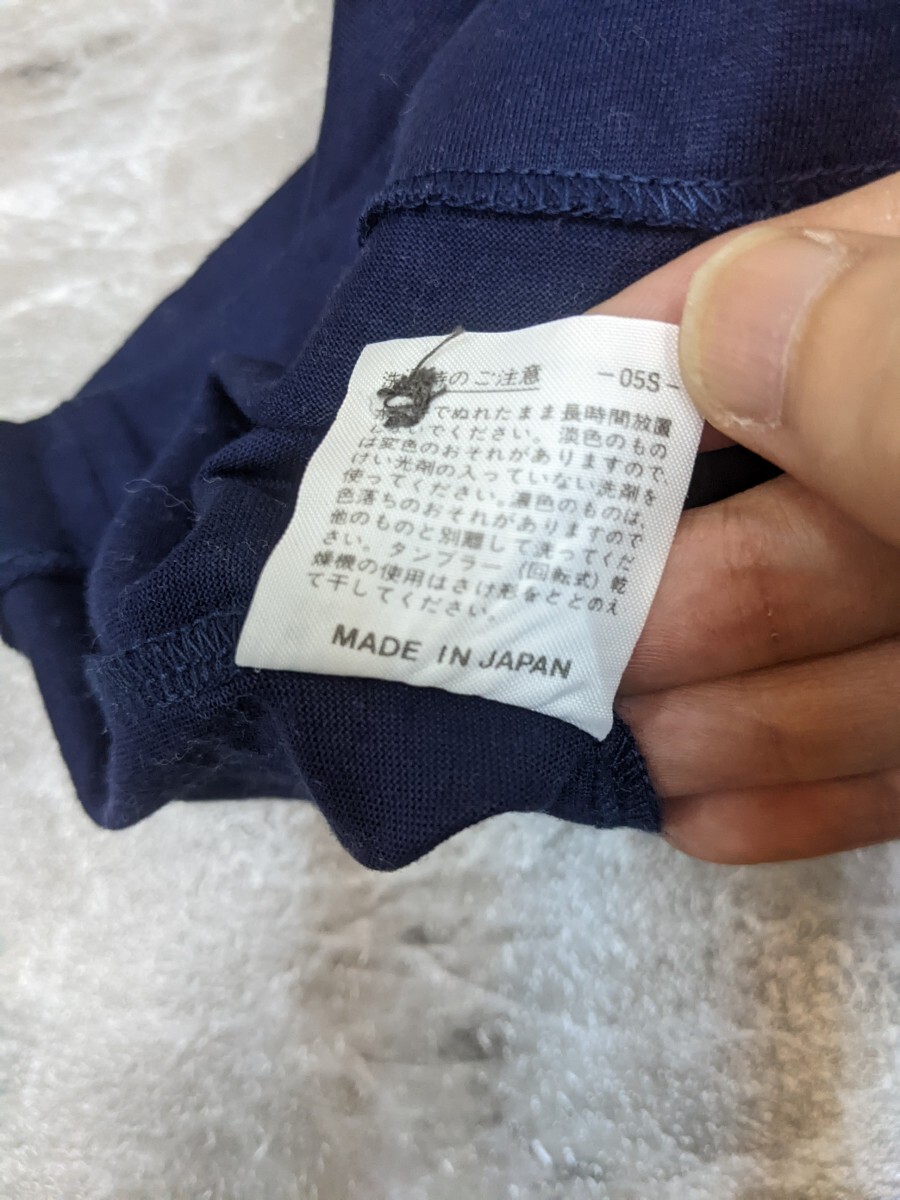 洗 時のご注意 -05S-
でぬれたまま長時間放置
しないでください。淡色のもの
は変色のおそれがありますので、
けい光剤の入っていない洗剤を
使ってください。濃色のものは、
色落ちのおそれがありますので
他のものと別離して洗ってくだ
さい。タンブラー(回転式)乾
燥機の使用はさけ形をととのえ
て干してください。
MADE IN JAPAN